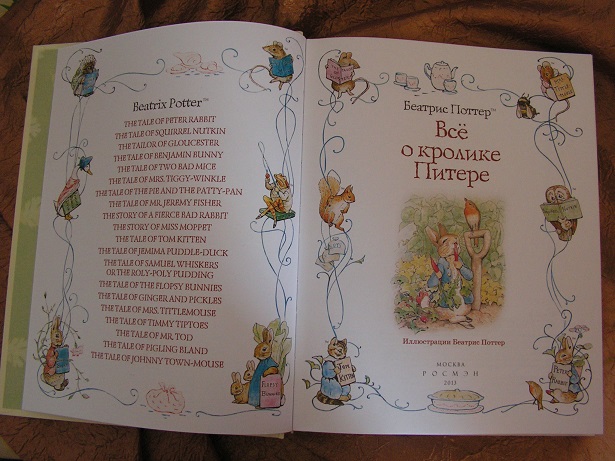 Beatrix Potter™
THE TALE OF PETER RABBIT
THE TALE OF SQUIRREL NUTKIN
THE TAILOR OF GLOUCESTER
THE TALE OF BENJAMIN BUNNY
THE TALE OF TWO BAD MICE
THE TALE OF MRS. TIGGY-WINKLE
THE TALE OF THE PIE AND THE PATTY-PAN
THE TALE OF MR. JEREMY FISHER
THE STORY OF A FIERCE BAD RABBIT
THE STORY OF MISS MOPPET
THE TALE OF TOM KITTEN
THE TALE OF JEMIMA PUDDLE-DUCK
THE TALE OF SAMUEL WHISKERS
OR THE ROLY-POLY PUDDING
THE TALE OF THE FLOPSY BUNNIES
THE TALE OF GINGER AND PICKLES
THE TALE OF MRS. TITTLEMOUSE
THE TALE OF TIMMY TIPTOES
THE TALE OF MR. TOD
THE TALE OF PIGLING BLAND
THE TALE OF JOHNNY TOWN-MOUSE
Беатрис Поттер™
Всё
о кролике
Питере
Иллюстрации Беатрис Поттер
МОСКВА
РОСМЭН
2013